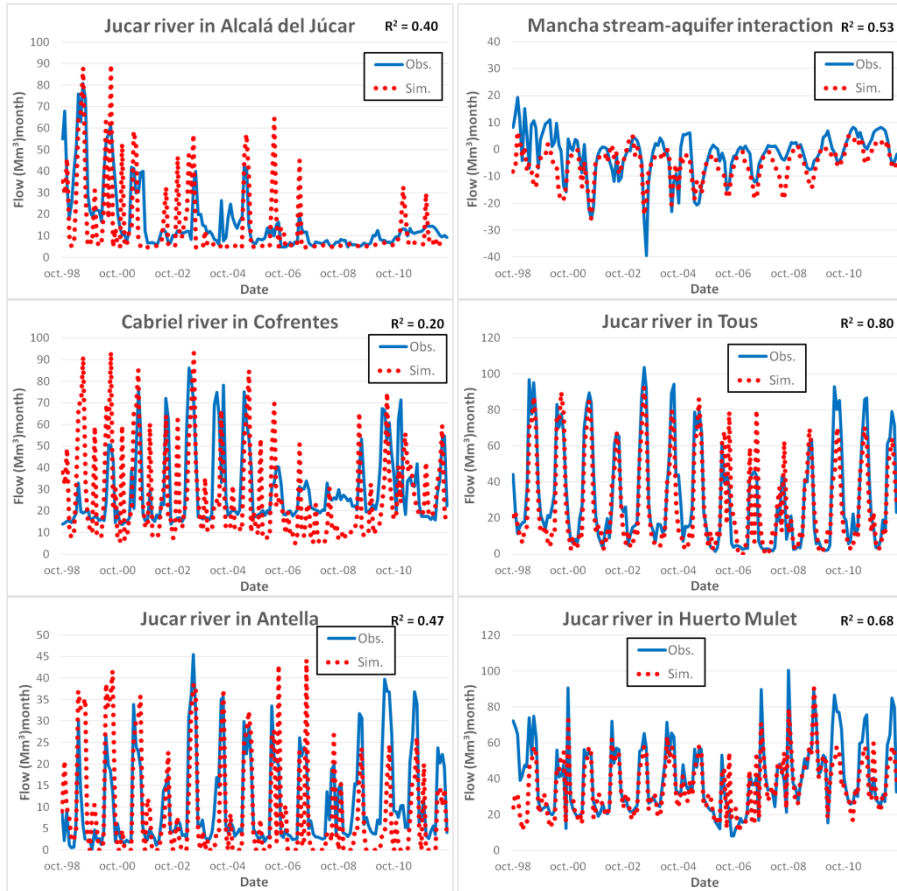 Jucar river in Alcalá del Júcar
R² = 0.40
Flow (Mm³)month)
100
90
80
70
60
50
40
30
20
10
0
Obs.
Sim.
oct.-98 oct.-00 oct.-02 oct.-04 oct.-06 oct.-08 oct.-10
Date
Mancha stream-aquifer interaction
R² = 0.53
Flow (Mm³)month)
40
30
20
10
0
-10
-20
-30
-40
Obs.
Sim.
oct.-98 oct.-00 oct.-02 oct.-04 oct.-06 oct.-08 oct.-10
Date
Cabriel river in Cofrentes
R² = 0.20
Flow (Mm³)month)
100
90
80
70
60
50
40
30
20
10
0
Obs.
Sim.
oct.-98 oct.-00 oct.-02 oct.-04 oct.-06 oct.-08 oct.-10
Date
Jucar river in Tous
R² = 0.80
Flow (Mm³)month)
120
100
80
60
40
20
0
Obs.
Sim.
oct.-98 oct.-00 oct.-02 oct.-04 oct.-06 oct.-08 oct.-10
Date
Jucar river in Antella
R² = 0.47
Flow (Mm³)month)
50
45
40
35
30
25
20
15
10
5
0
Obs.
Sim.
oct.-98 oct.-00 oct.-02 oct.-04 oct.-06 oct.-08 oct.-10
Date
Jucar river in Huerto Mulet
R² = 0.68
Flow (Mm³)month)
120
100
80
60
40
20
0
Obs.
Sim.
oct.-98 oct.-00 oct.-02 oct.-04 oct.-06 oct.-08 oct.-10
Date